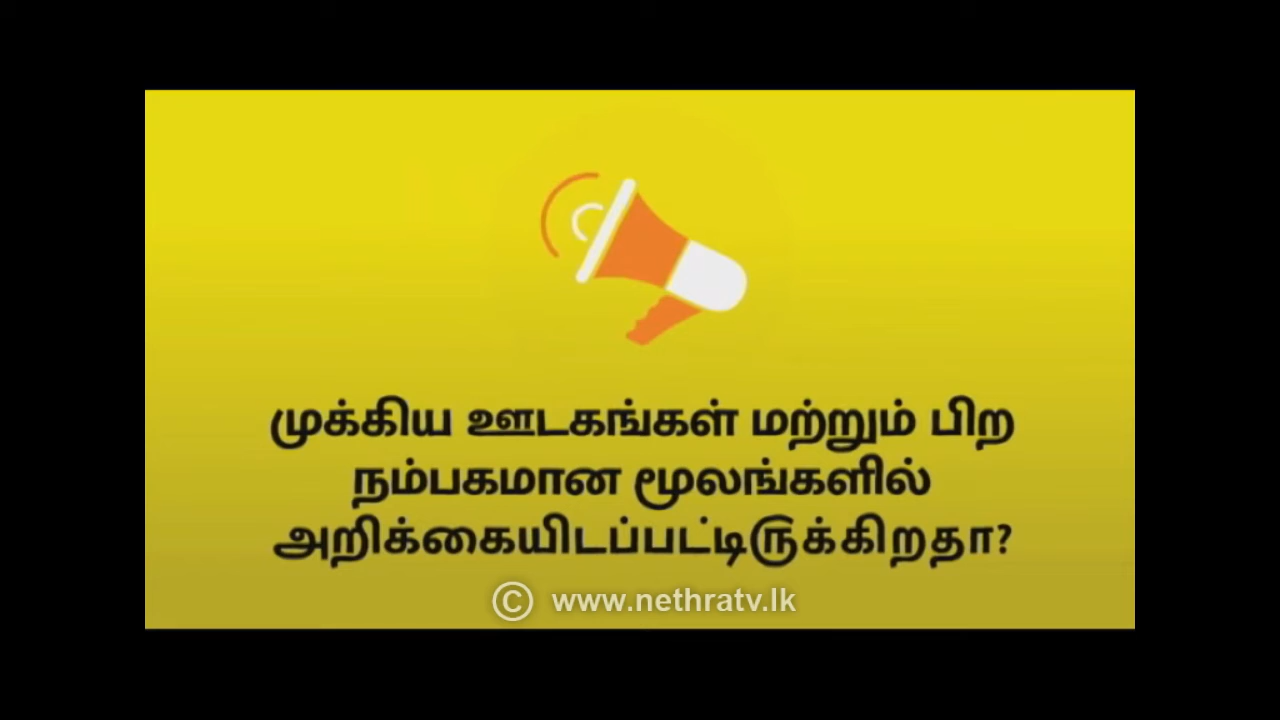 முக்கிய ஊடகங்கள் மற்றும் பிற
நம்பகமான மூலங்களில்
அறிக்கையிடப்பட்டிருக்கிறதா?
© www.nethratv.lk